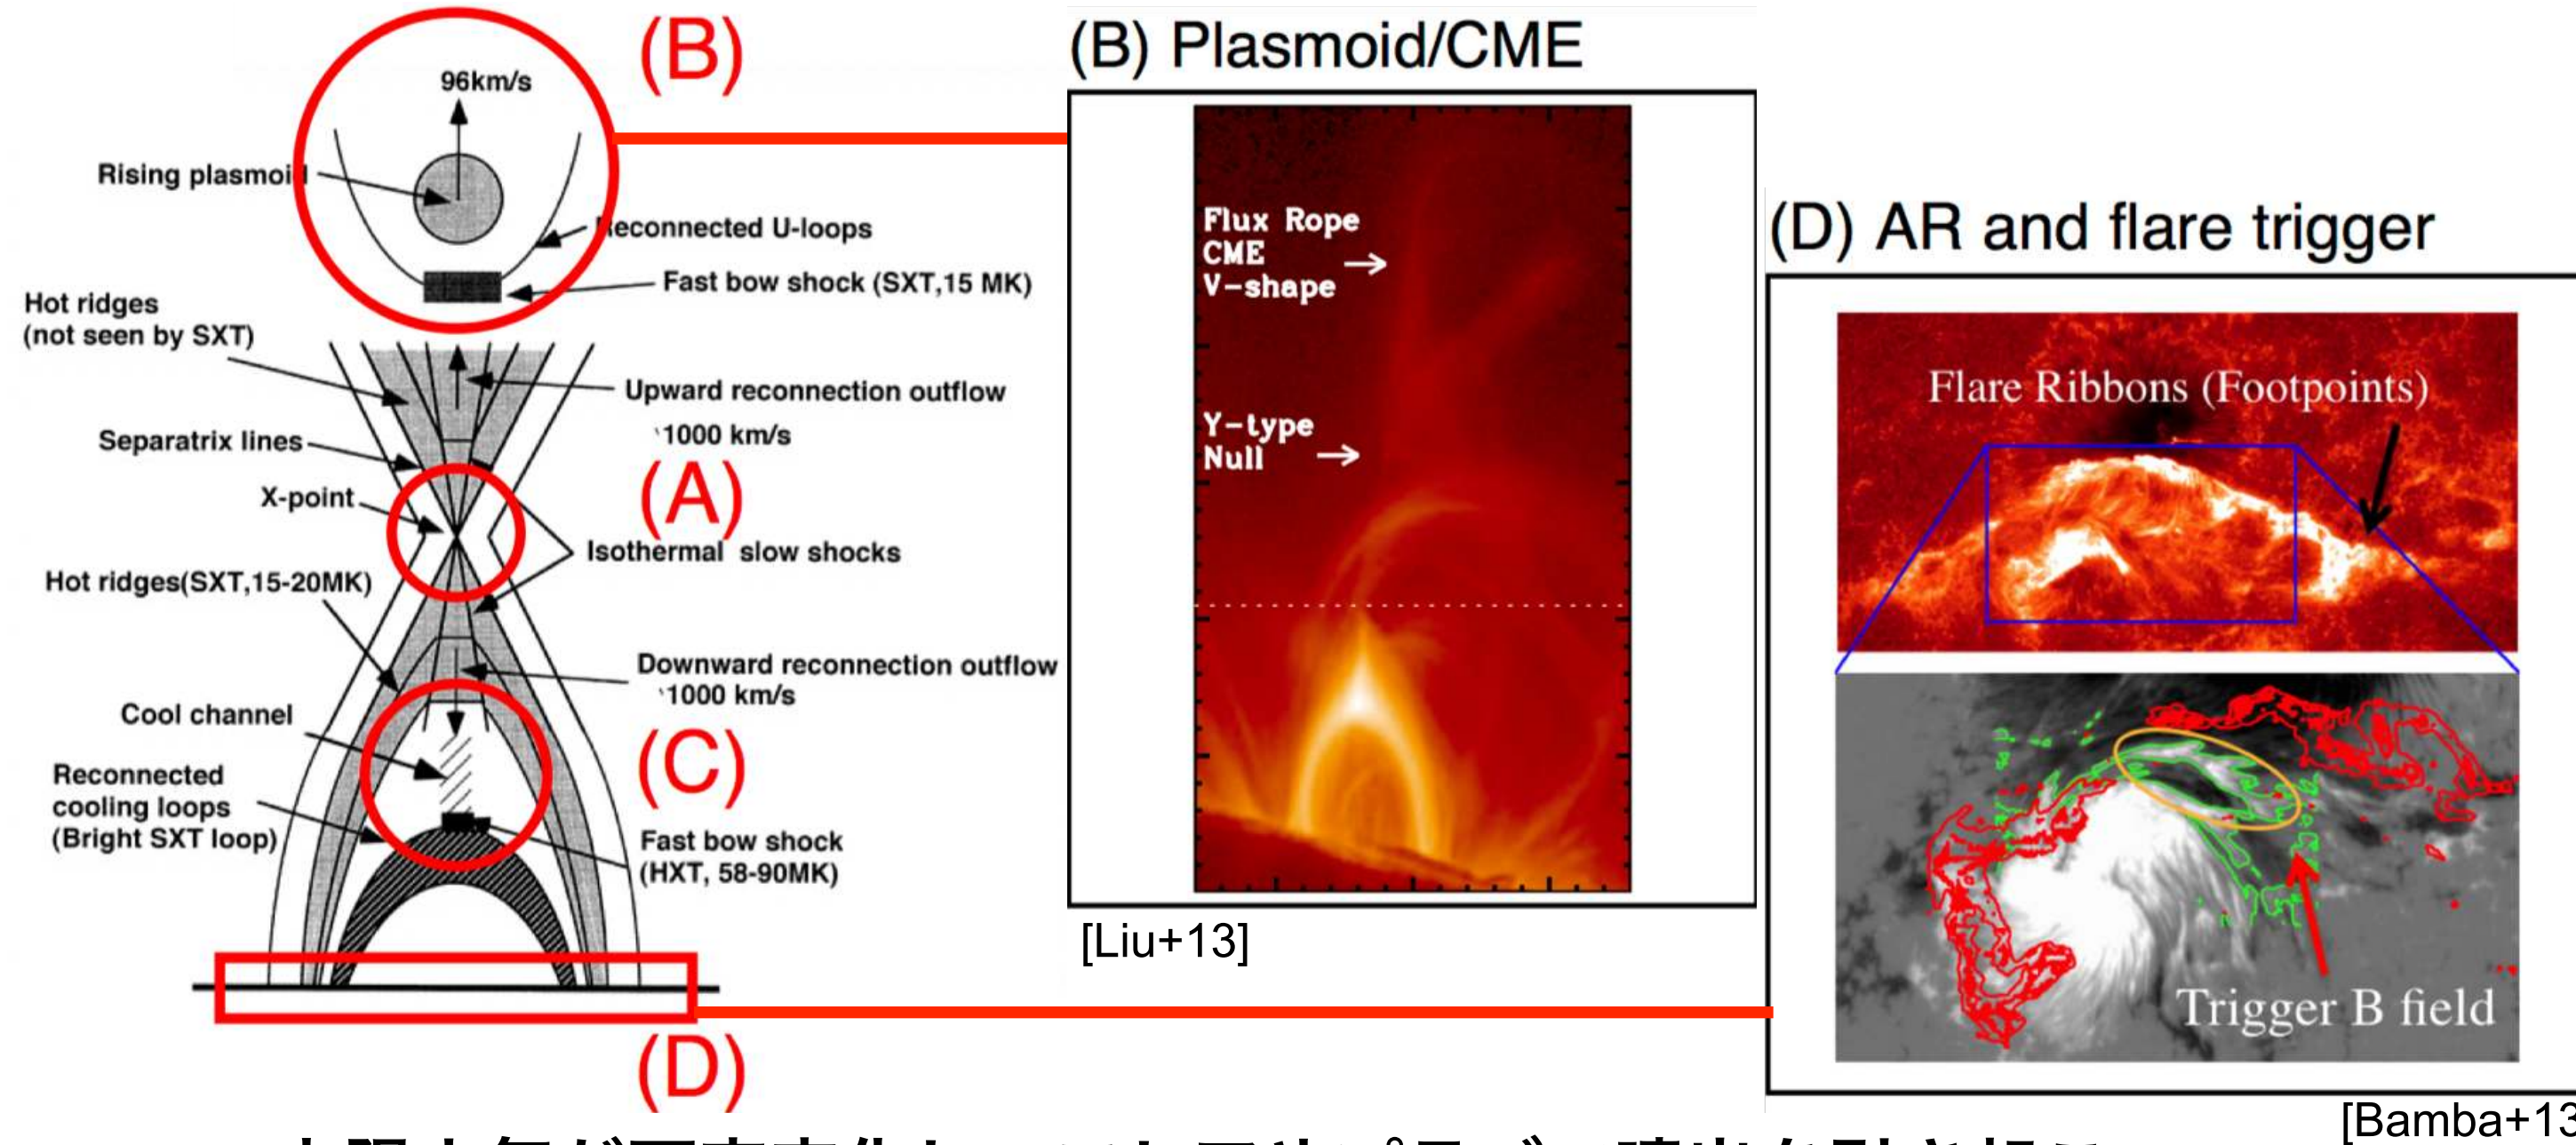 (B)
96km/s
Rising plasmoid
Reconnected U-loops
Fast bow shock (SXT,15 MK)
Hot ridges
(not seen by SXT)
Upward reconnection outflow
1000 km/s
Separatrix lines
(A)
X-point
Isothermal slow shocks
Hot ridges(SXT,15-20MK)
Downward reconnection outflow
1000 km/s
Cool channel
(C)
Reconnected
cooling loops
(Bright SXT loop)
Fast bow shock
(HXT, 58-90MK)
(D)
(B) Plasmoid/CME
Flux Rope
CME
V-shape
Y-type
Null
[Liu+13]
(D) AR and flare trigger
Flare Ribbons (Footpoints)
Trigger B field
[Bamba+13